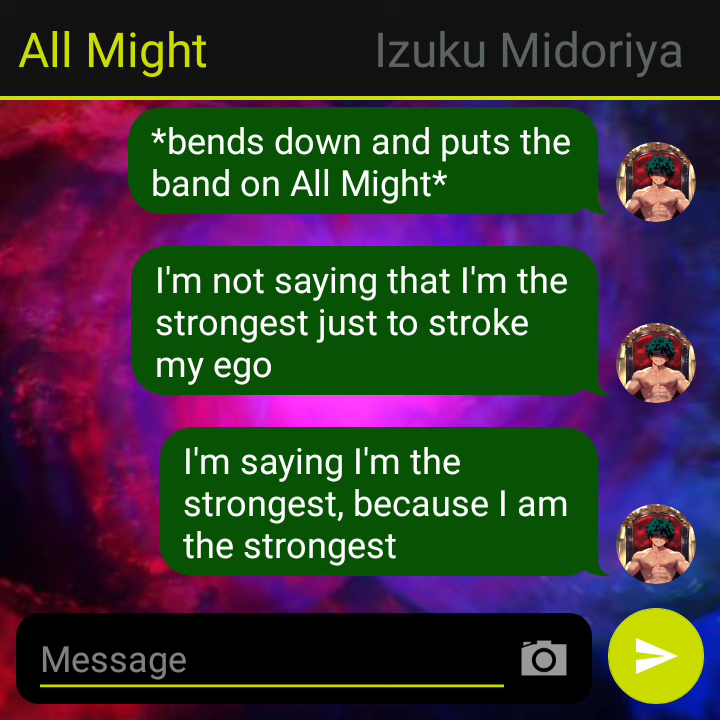 All Might
Izuku Midoriya
*bends down and puts the
band on All Might*
I'm not saying that I'm the
strongest just to stroke
my ego
I'm saying I'm the
strongest, because I am
the strongest
Message